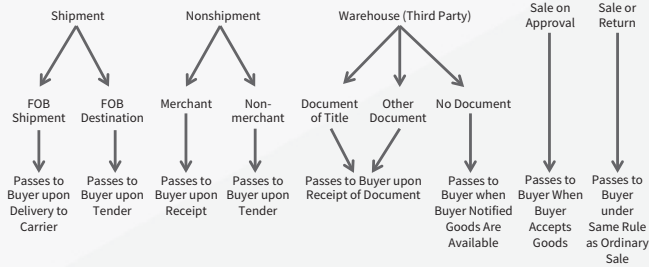 Shipment
Nonshipment
Warehouse (Third Party)
Sale on
Approval
Sale or
Return
FOB
Shipment
FOB
Destination
Merchant
Non-
merchant
Document
of Title
Other
Document
No Document
Passes to
Buyer upon
Delivery to
Carrier
Passes to
Buyer upon
Tender
Passes to
Buyer upon
Receipt
Passes to
Buyer upon
Tender
Passes to Buyer upon
Receipt of Document
Passes to
Buyer when
Buyer Notified
Goods Are
Available
Passes to
Buyer When
Buyer
Accepts
Goods
Passes to
Buyer
under
Same Rule
as Ordinary
Sale